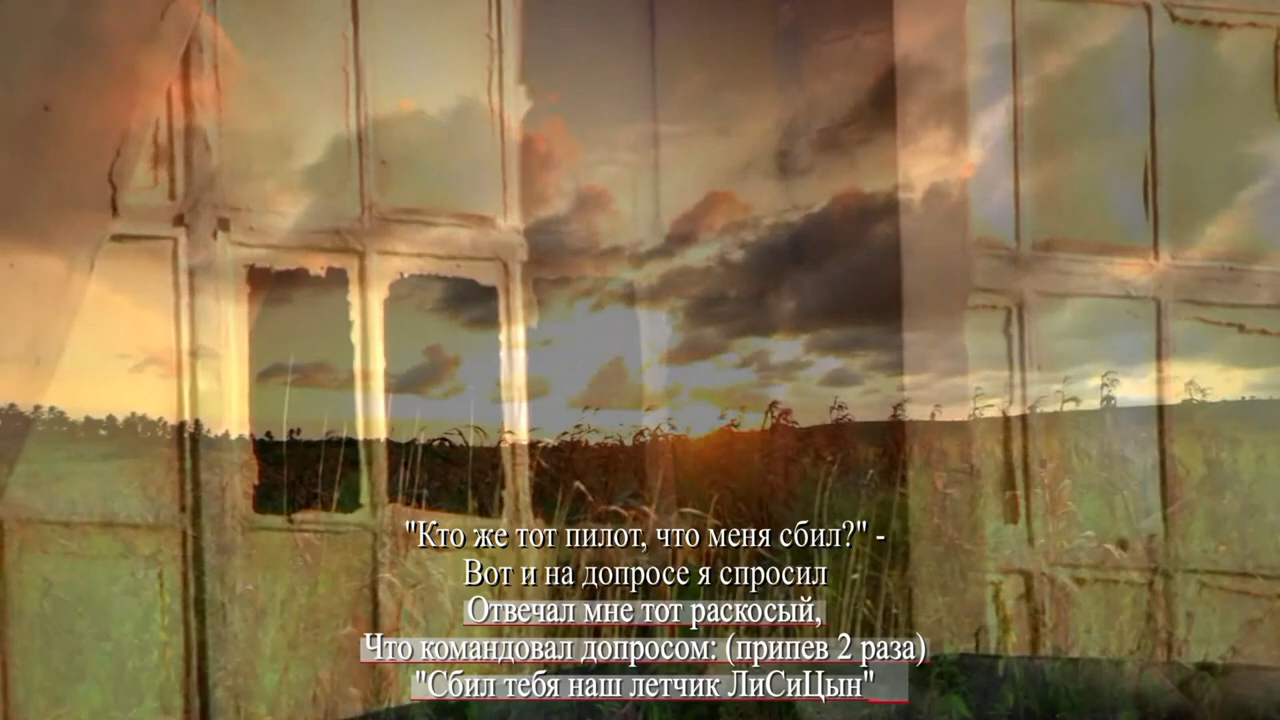 "Кто же тот пилот, что меня сбил?" -
Вот и на допросе я спросил
Отвечал мне тот раскосый,
Что командовал допросом: (припев 2 раза)
"Сбил тебя наш летчик ЛиСиЦын"